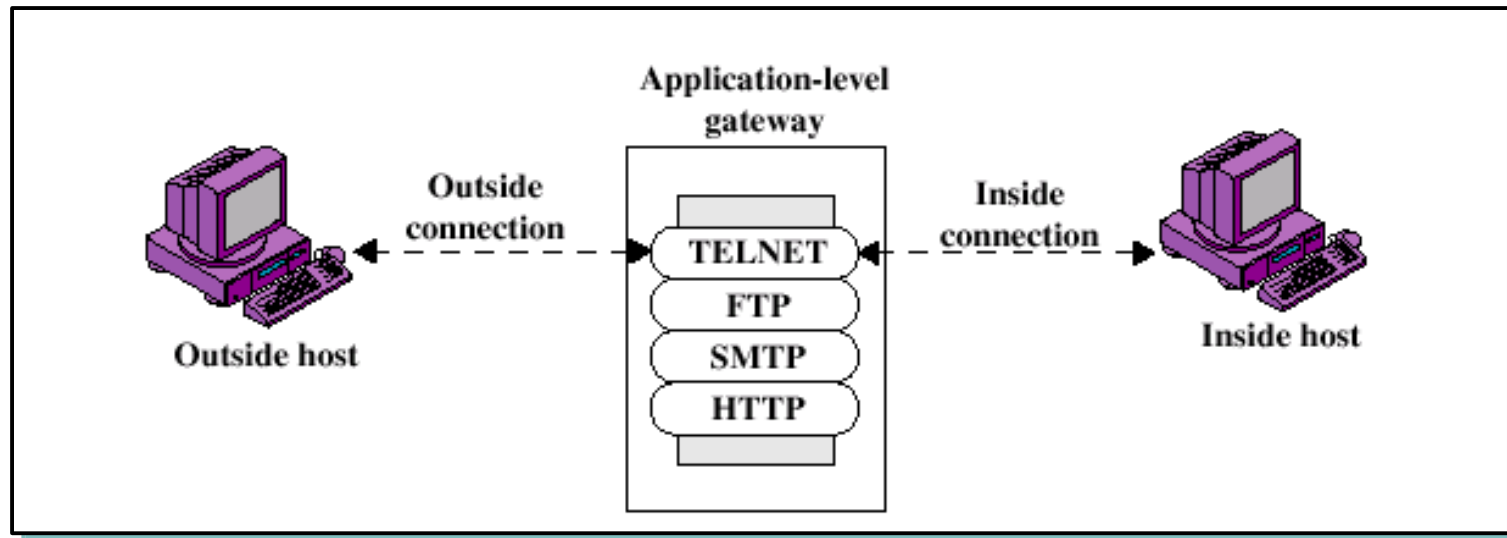 Application-level
gateway
Outside
connection
Inside
connection
TELNET
FTP
SMTP
HTTP
Outside host
Inside host